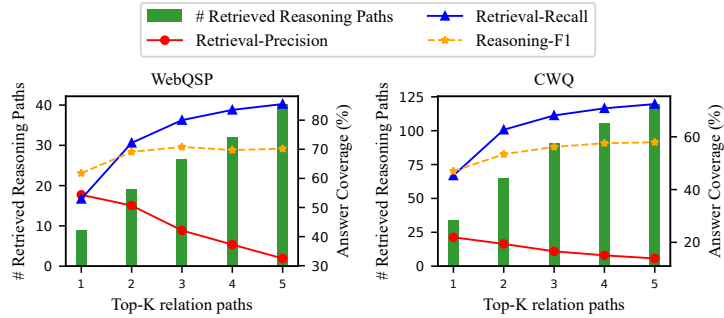 # Retrieved Reasoning Paths
Retrieval-Recall
Retrieval-Precision
Reasoning-F1
WebQSP
# Retrieved Reasoning Paths
40
30
20
10
0
80
70
60
50
40
30
Answer Coverage (%)
1 2 3 4 5
Top-K relation paths
CWQ
# Retrieved Reasoning Paths
125
100
75
50
25
0
60
40
20
Answer Coverage (%)
1 2 3 4 5
Top-K relation paths